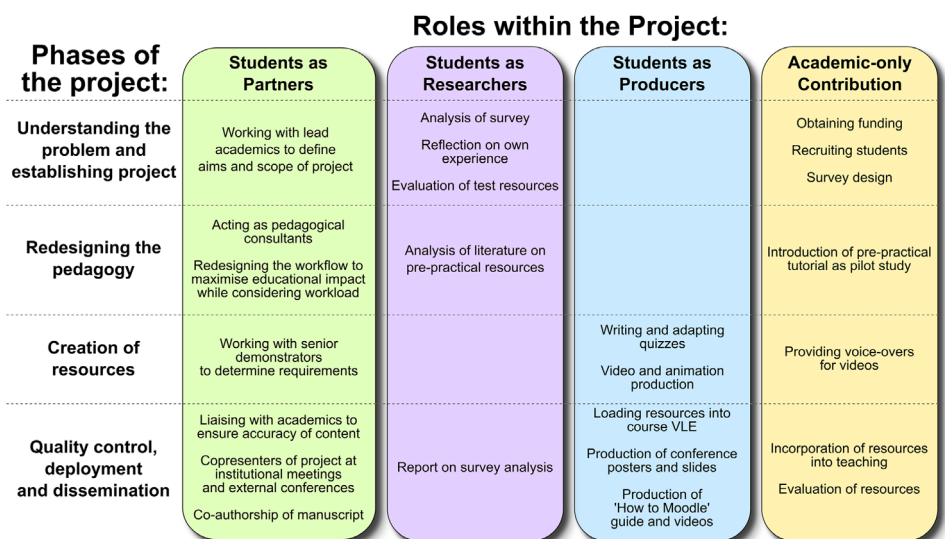 Roles within the Project:
Phases of
the project:
Students as
Partners
Students as
Researchers
Students as
Producers
Academic-only
Contribution
Understanding the
problem and
establishing project
Working with lead
academics to define
aims and scope of project
Analysis of survey
Reflection on own
experience
Evaluation of test resources
Obtaining funding
Recruiting students
Survey design
Redesigning the
pedagogy
Acting as pedagogical
consultants
Redesigning the workflow to
maximise educational impact
while considering workload
Analysis of literature on
pre-practical resources
Introduction of pre-practical
tutorial as pilot study
Creation of
resources
Working with senior
demonstrators
to determine requirements
Writing and adapting
quizzes
Video and animation
production
Providing voice-overs
for videos
Quality control,
deployment
and dissemination
Liaising with academics to
ensure accuracy of content
Copresenters of project at
institutional meetings
and external conferences
Co-authorship of manuscript
Report on survey analysis
Loading resources into
course VLE
Production of conference
posters and slides
Production of
'How to Moodle'
guide and videos
Incorporation of resources
into teaching
Evaluation of resources